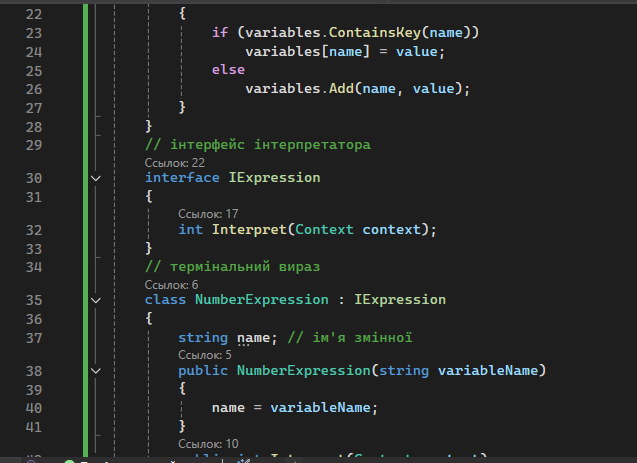 22 {
23 if (variables.ContainsKey(name))
24 variables[name] = value;
25 else
26 variables.Add(name, value);
27 }
28 }
29 // інтерфейс інтерпретатора
Ссылок: 22
30 interface IExpression
31 {
Ссылок: 17
32 int Interpret(Context context);
33 }
34 // термінальний вираз
Ссылок: 6
35 class NumberExpression : IExpression
36 {
37 string name; // ім'я змінної
Ссылок: 5
38 public NumberExpression(string variableName)
39 {
40 name = variableName;
41 }
Ссылок: 10